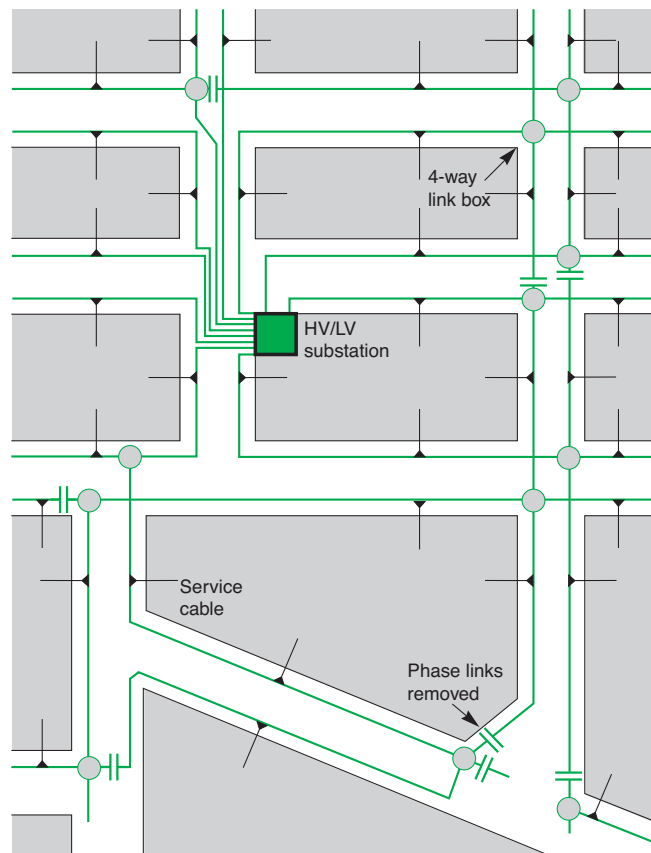 4-way
link box
HV/LV
substation
Service
cable
Phase links
removed